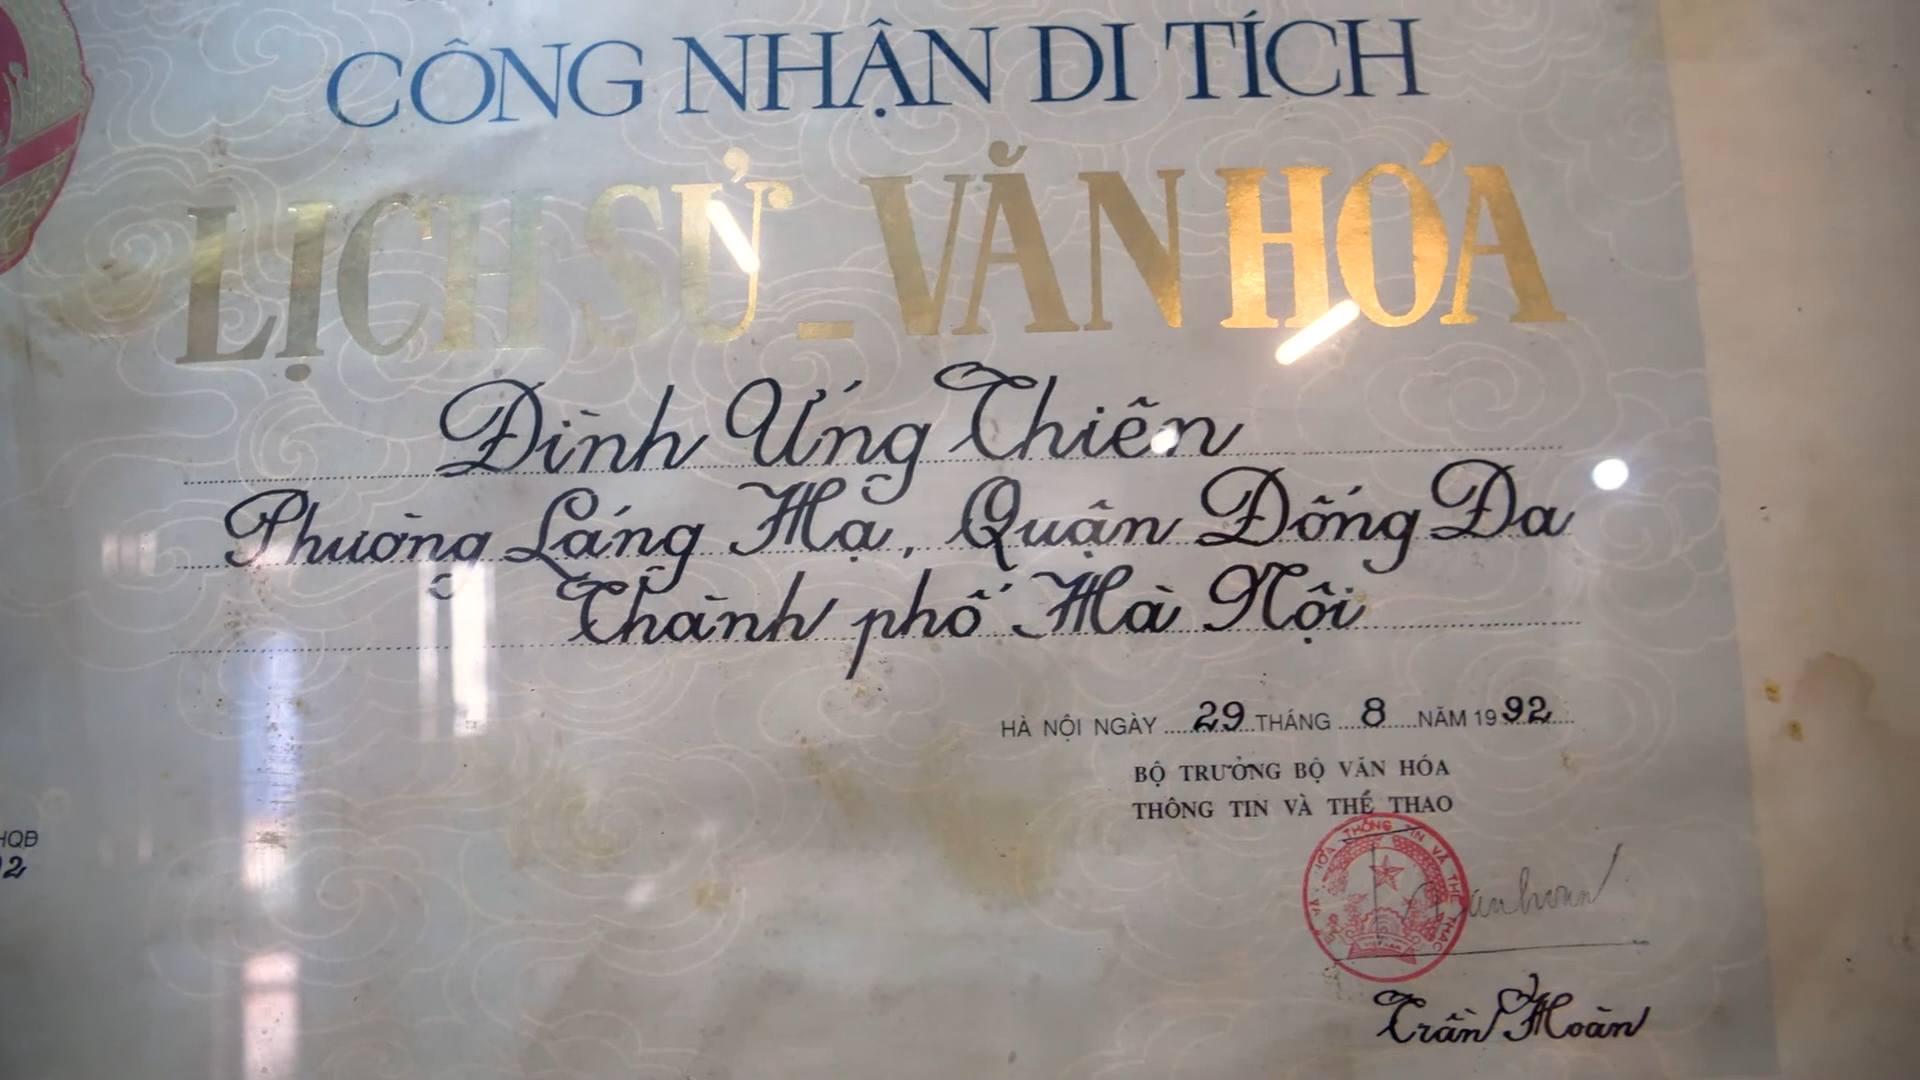 CÔNG NHẬN DI TÍCH
LỊCH SỬ _ VĂN HÓA
Đình Ứng Thiên
Phường Láng Hạ, Quận Đống Đa
Thành phố Hà Nội
HÀ NỘI NGÀY 29 THÁNG 8 NĂM 1992
BỘ TRƯỞNG BỘ VĂN HÓA
THÔNG TIN VÀ THỂ THAO
HQĐ
Trần Hoàn